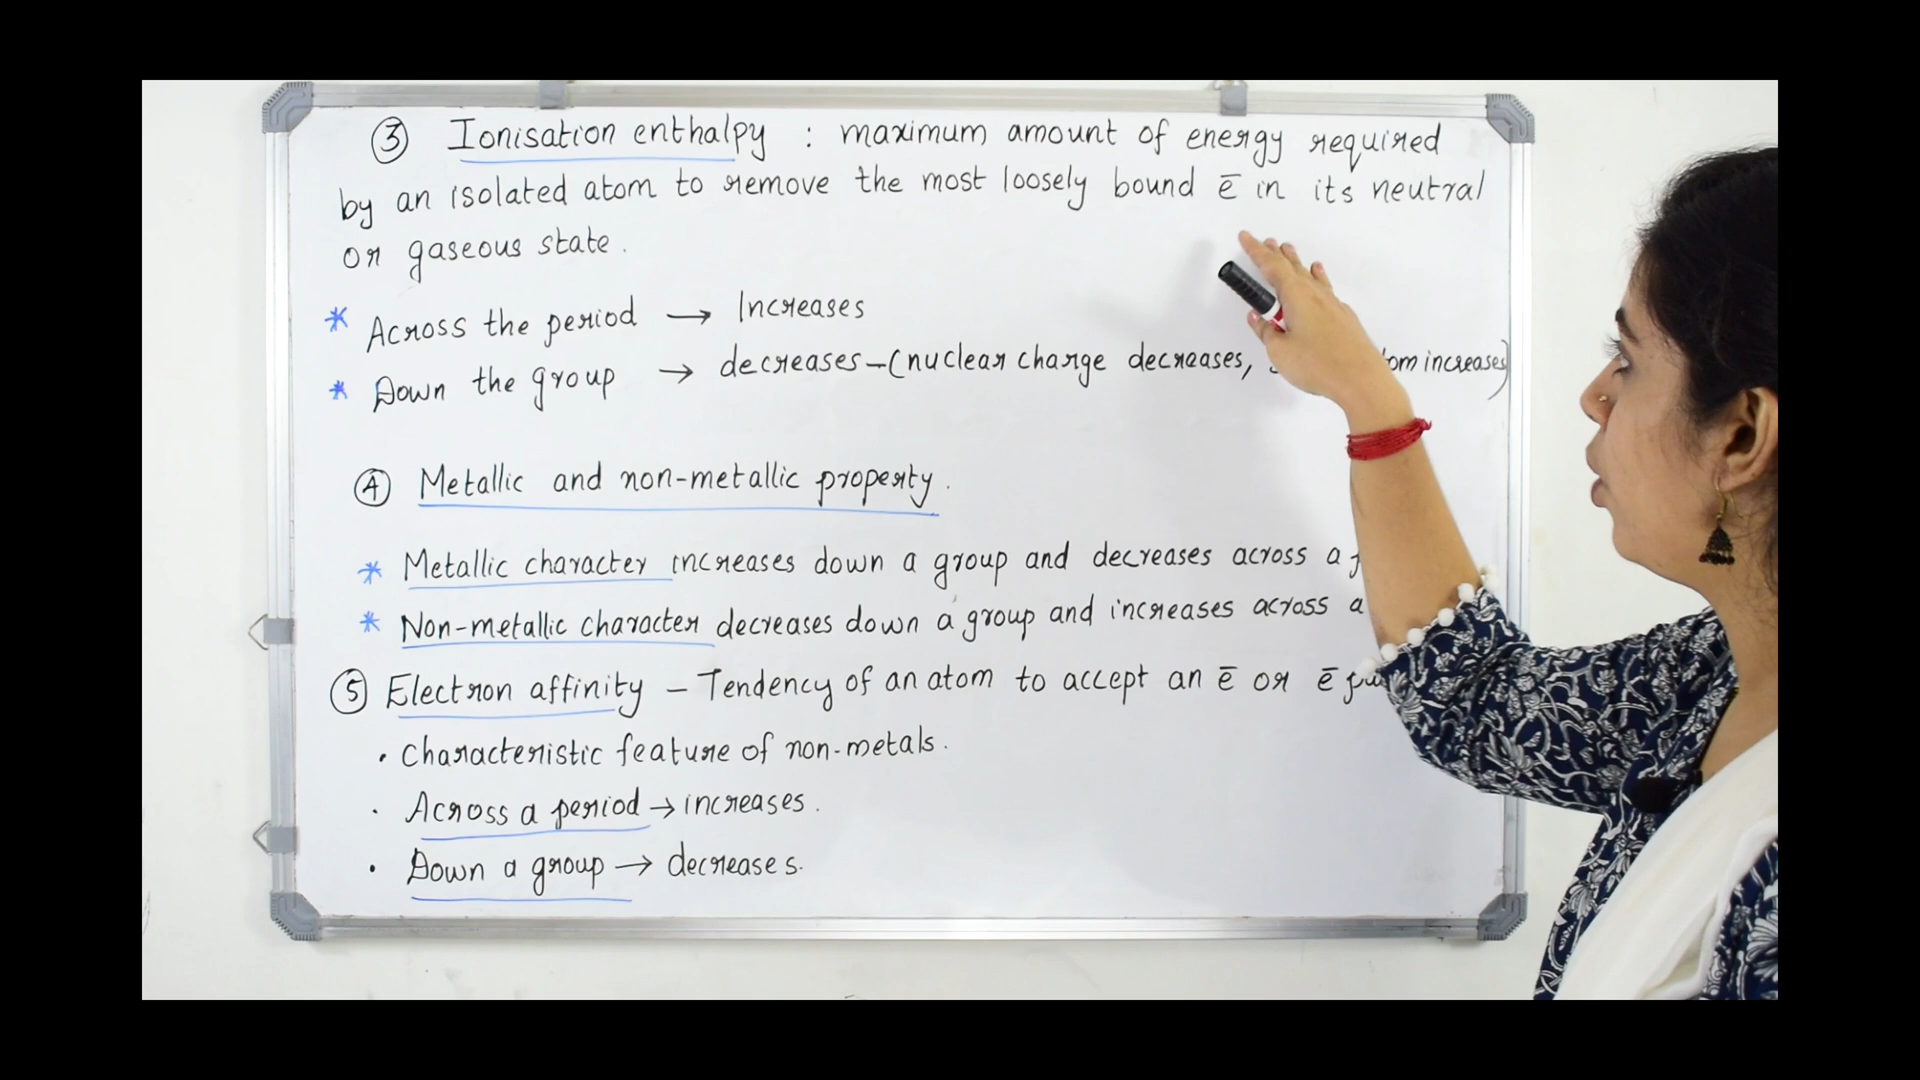 ③ Ionisation enthalpy : maximum amount of energy required
by an isolated atom to remove the most loosely bound ē in its neutral
or gaseous state.
* Across the period → Increases
* Down the group → decreases-(nuclear charge decreases, increases)
④ Metallic and non-metallic property.
* Metallic character increases down a group and decreases across a
* Non-metallic character decreases down a group and increases across a
⑤ Electron affinity - Tendency of an atom to accept an ē or ē
• Characteristic feature of non-metals.
• Across a period → increases.
• Down a group → decreases.